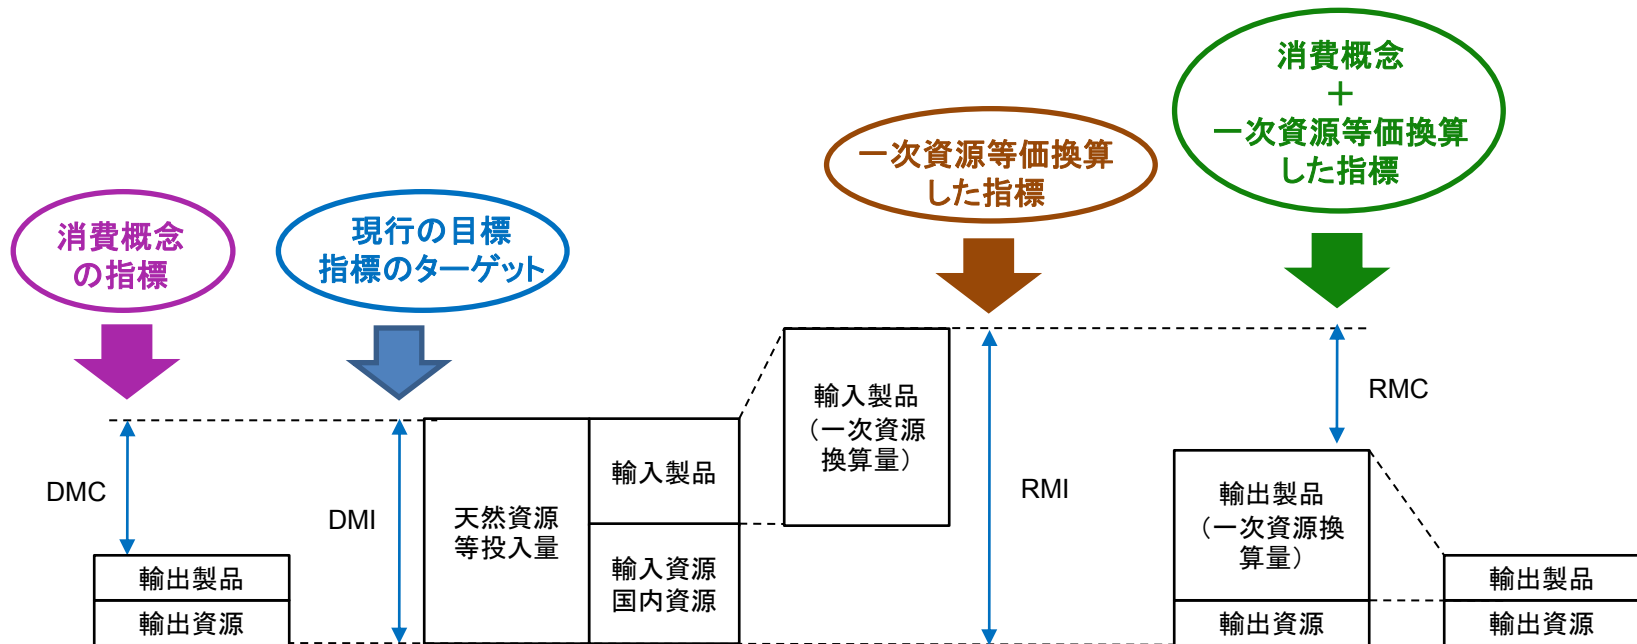 消費概念
の指標
現行の目標
指標のターゲット
一次資源等価換算
した指標
消費概念
＋
一次資源等価換算
した指標
DMC
輸出製品
輸出資源
DMI
天然資源
等投入量
輸入製品
輸入資源
国内資源
輸入製品
（一次資源
換算量）
RMI
RMC
輸出製品
（一次資源換
算量）
輸出資源
輸出製品
輸出資源